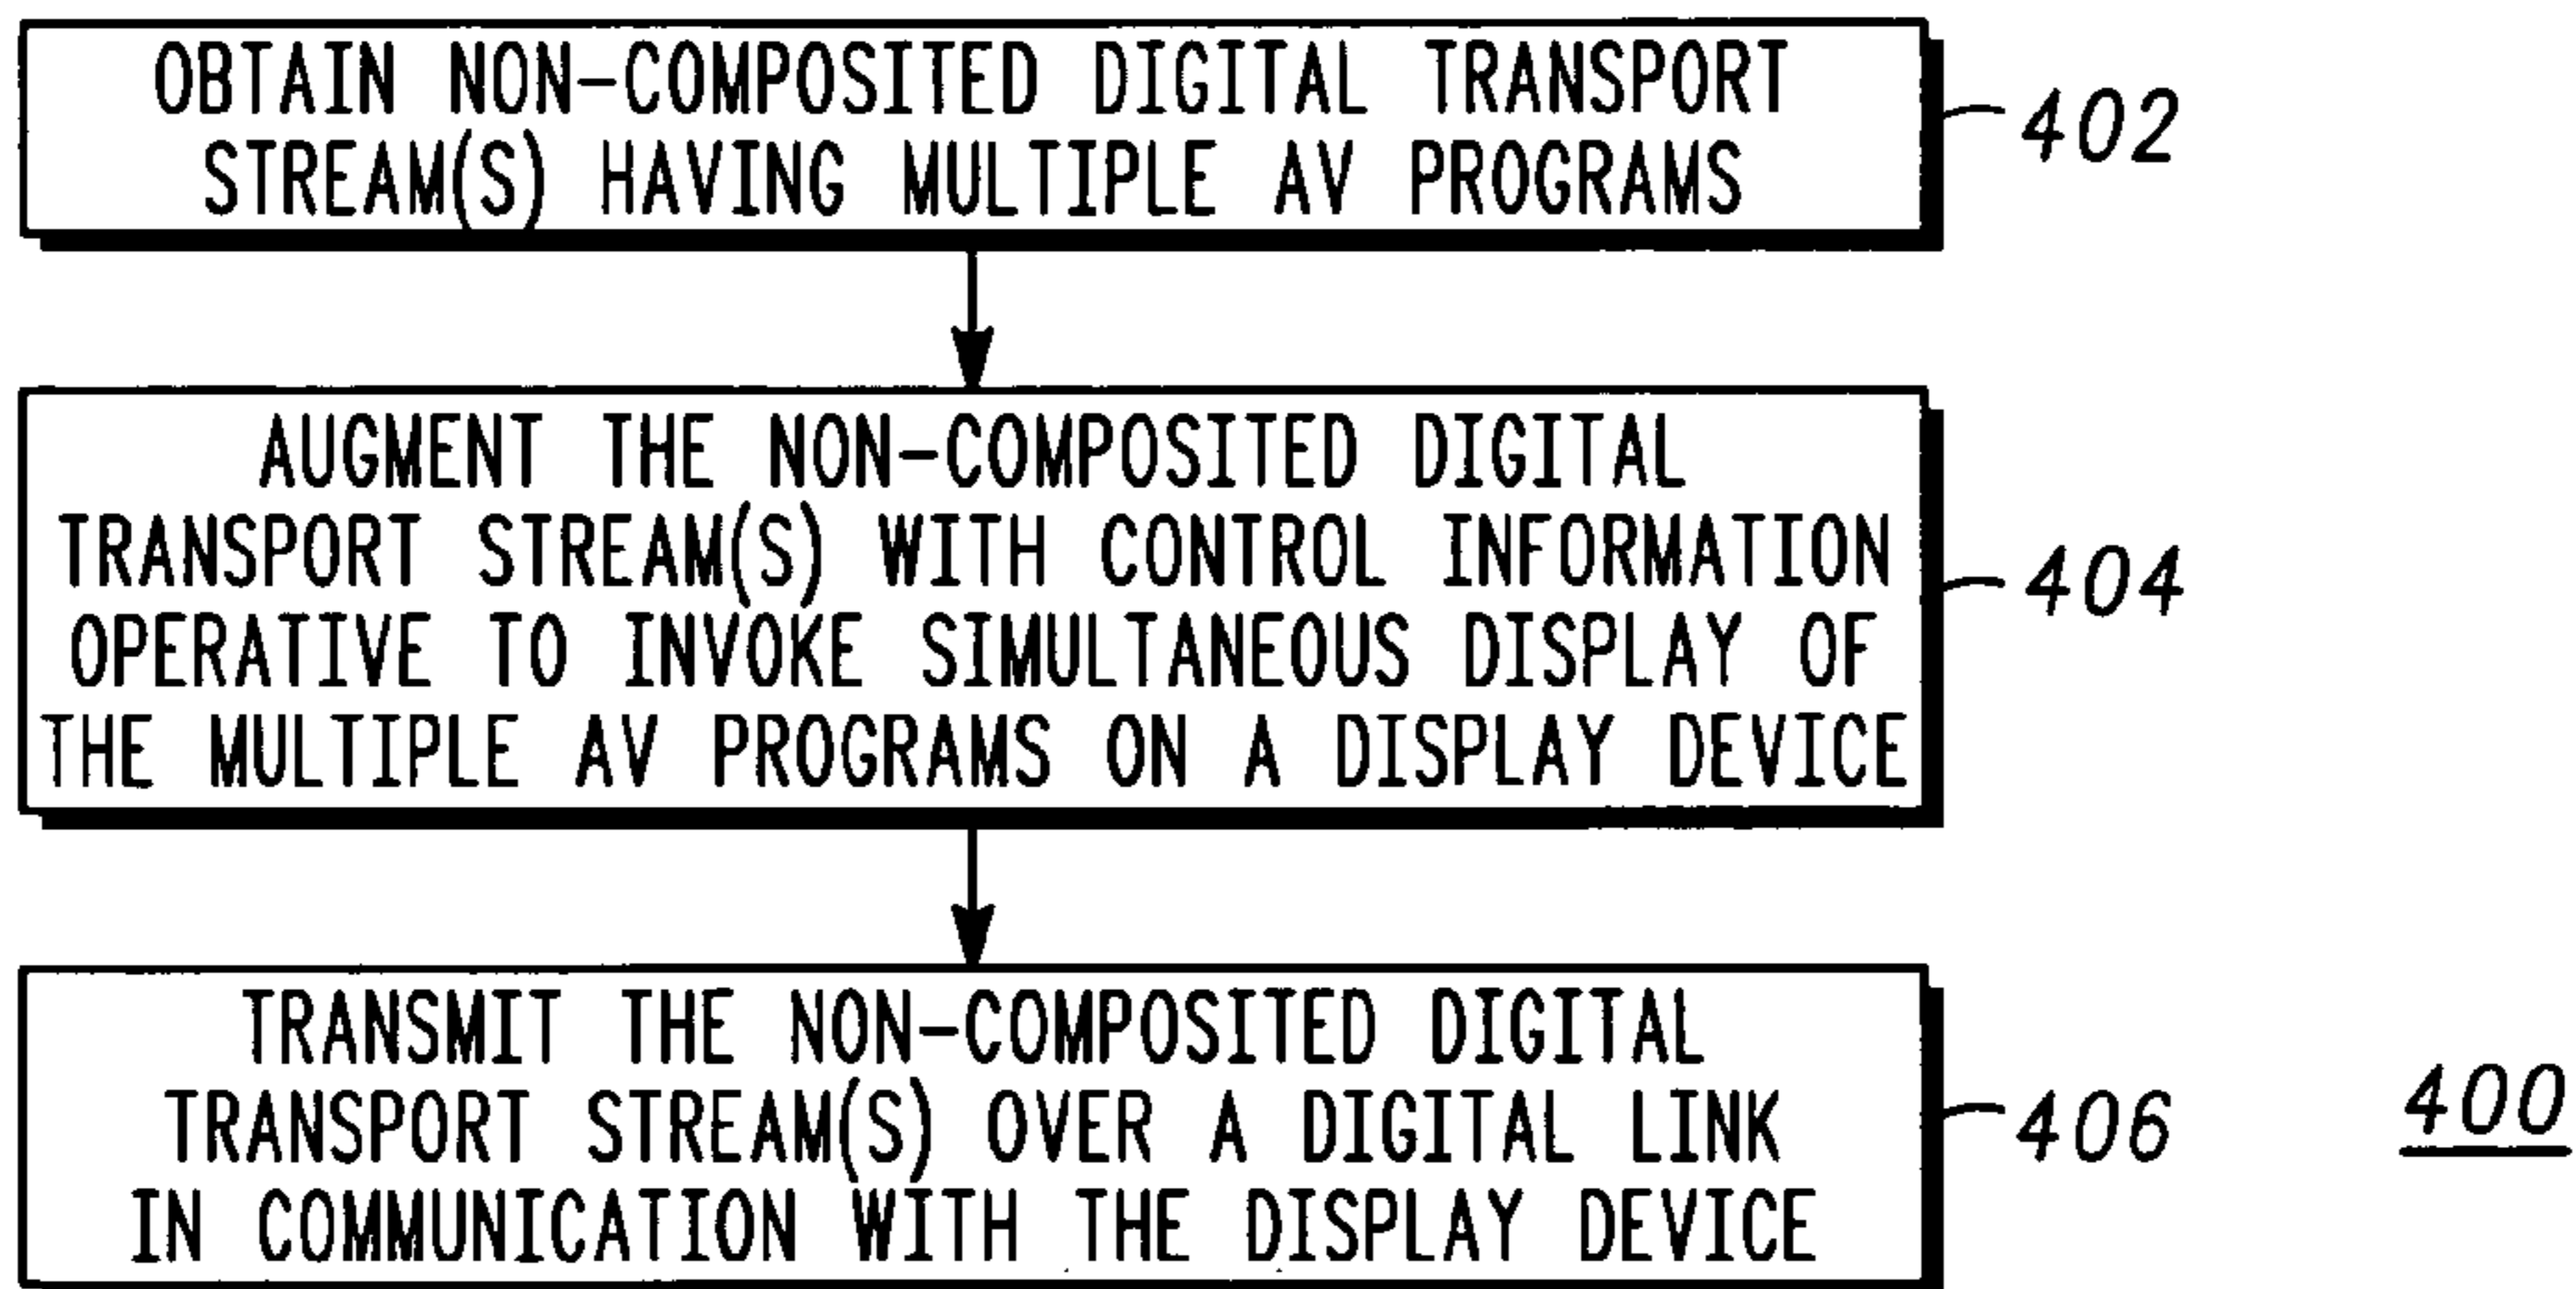 OBTAIN NON-COMPOSITED DIGITAL TRANSPORT
STREAM(S) HAVING MULTIPLE AV PROGRAMS
402
AUGMENT THE NON-COMPOSITED DIGITAL
TRANSPORT STREAM(S) WITH CONTROL INFORMATION
OPERATIVE TO INVOKE SIMULTANEOUS DISPLAY OF
THE MULTIPLE AV PROGRAMS ON A DISPLAY DEVICE
404
TRANSMIT THE NON-COMPOSITED DIGITAL
TRANSPORT STREAM(S) OVER A DIGITAL LINK
IN COMMUNICATION WITH THE DISPLAY DEVICE
406
400